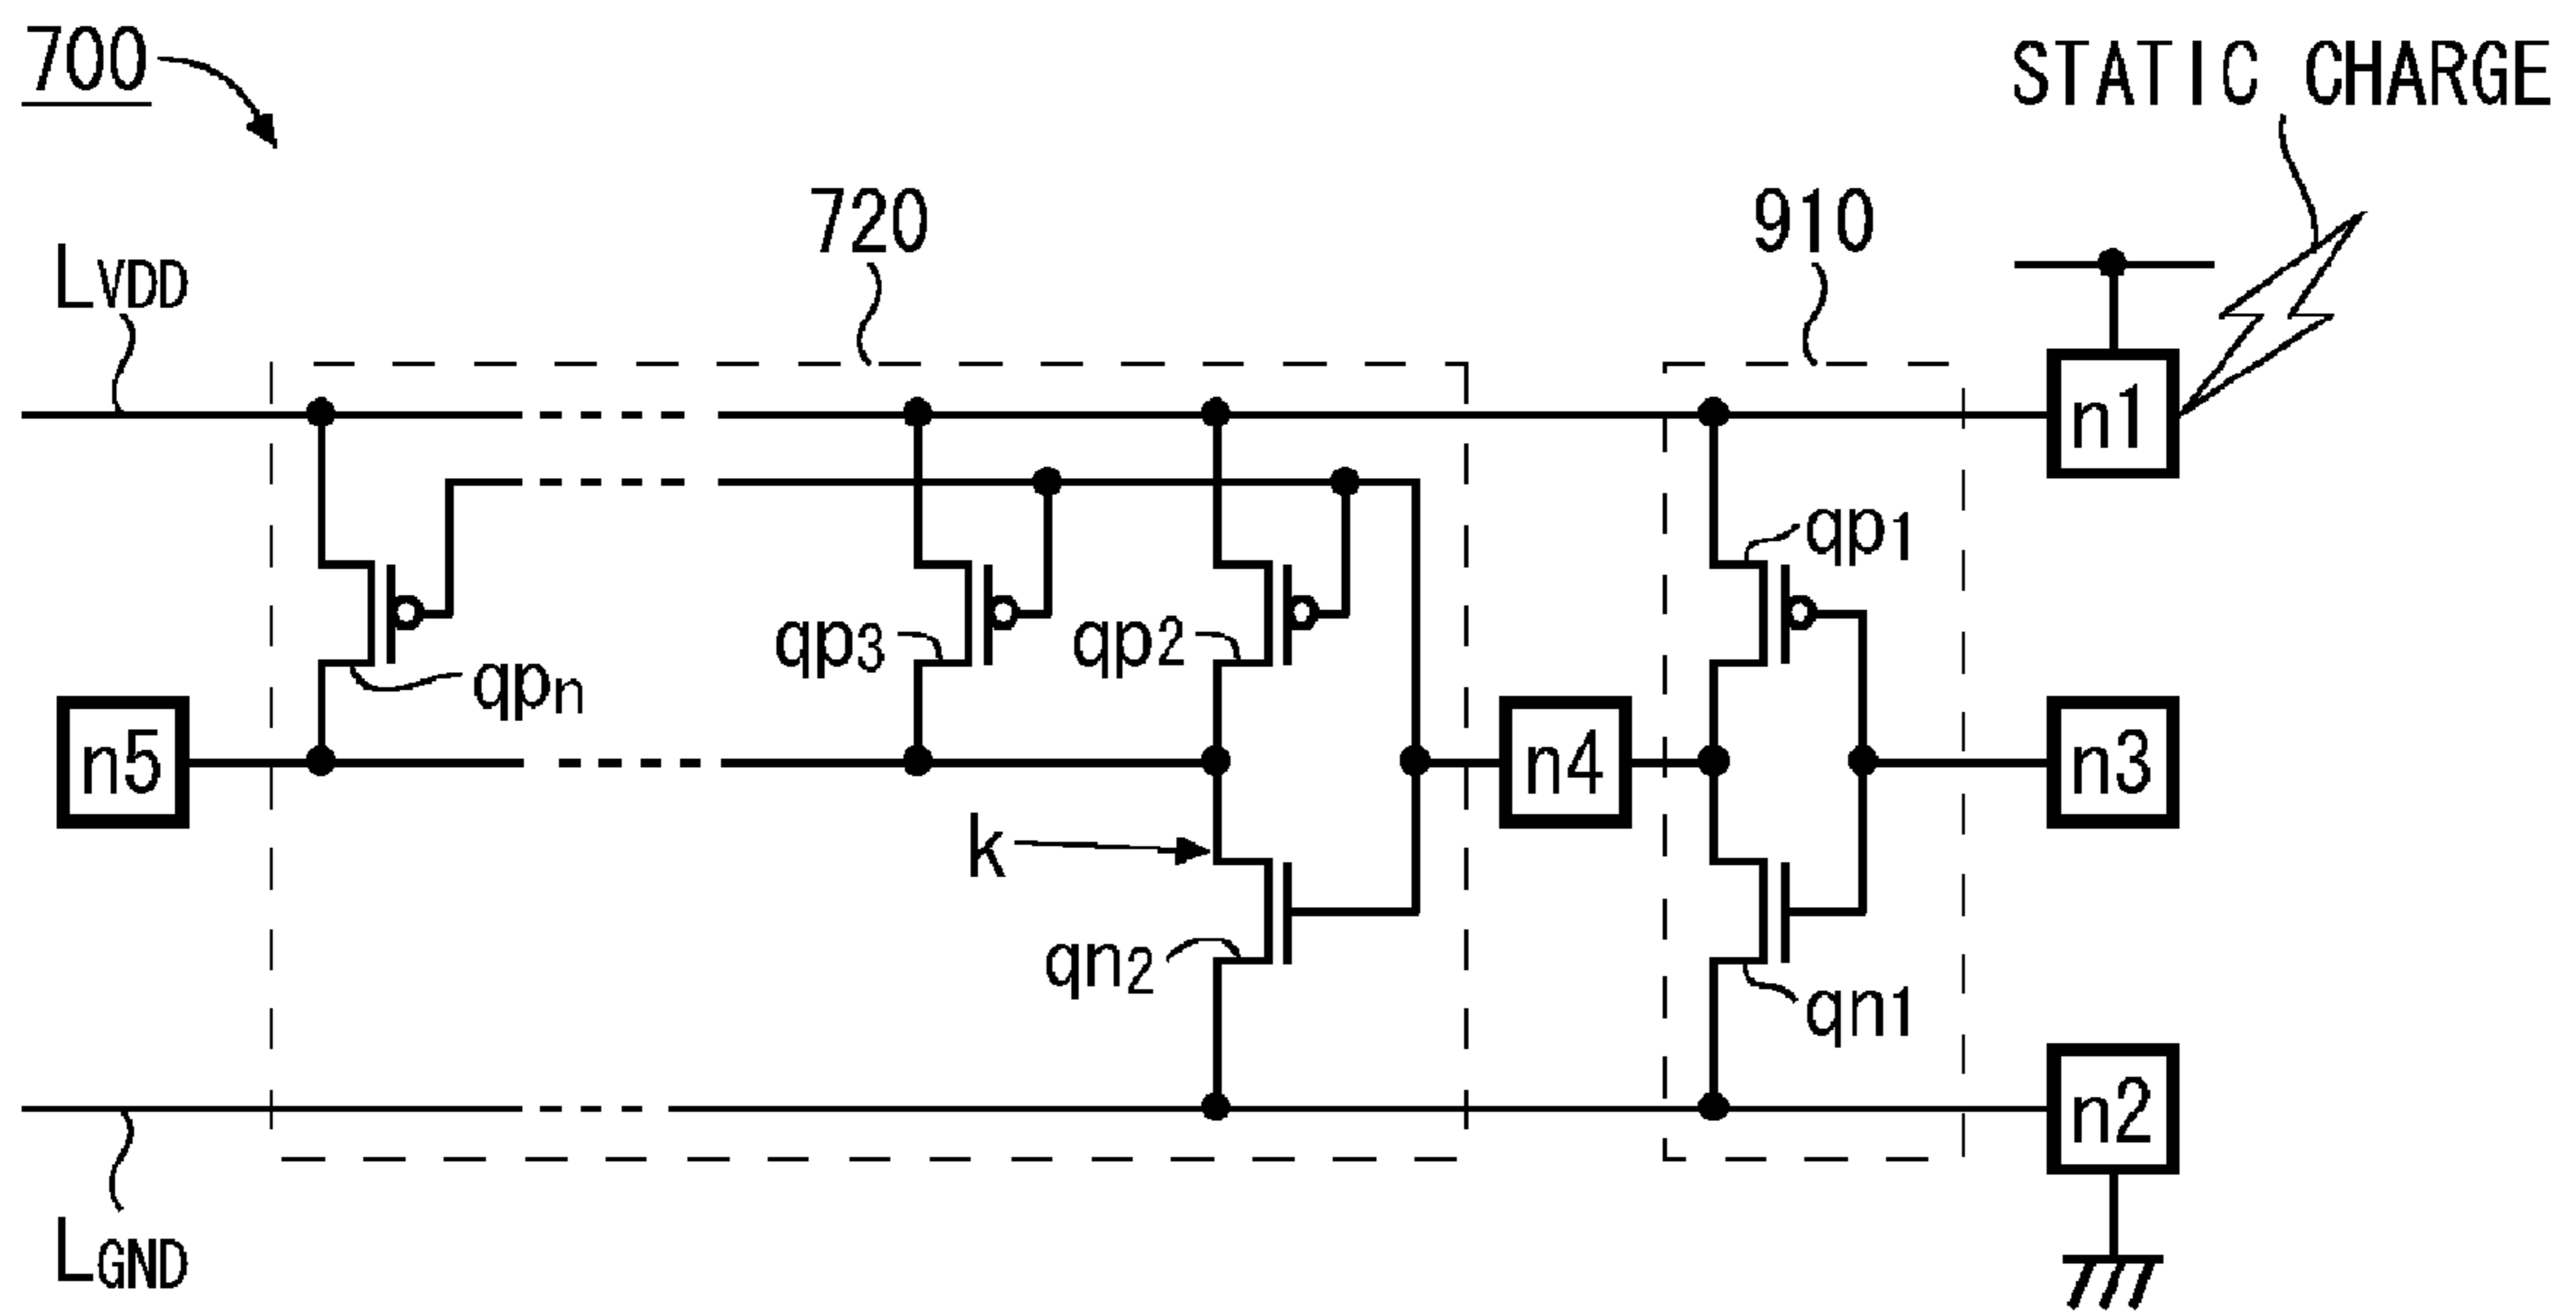 700
STATIC CHARGE
720
910
LVDD
n1
qp1
qp3
qp2
qpn
n5
n4
n3
k
qn2
qn1
n2
LGND